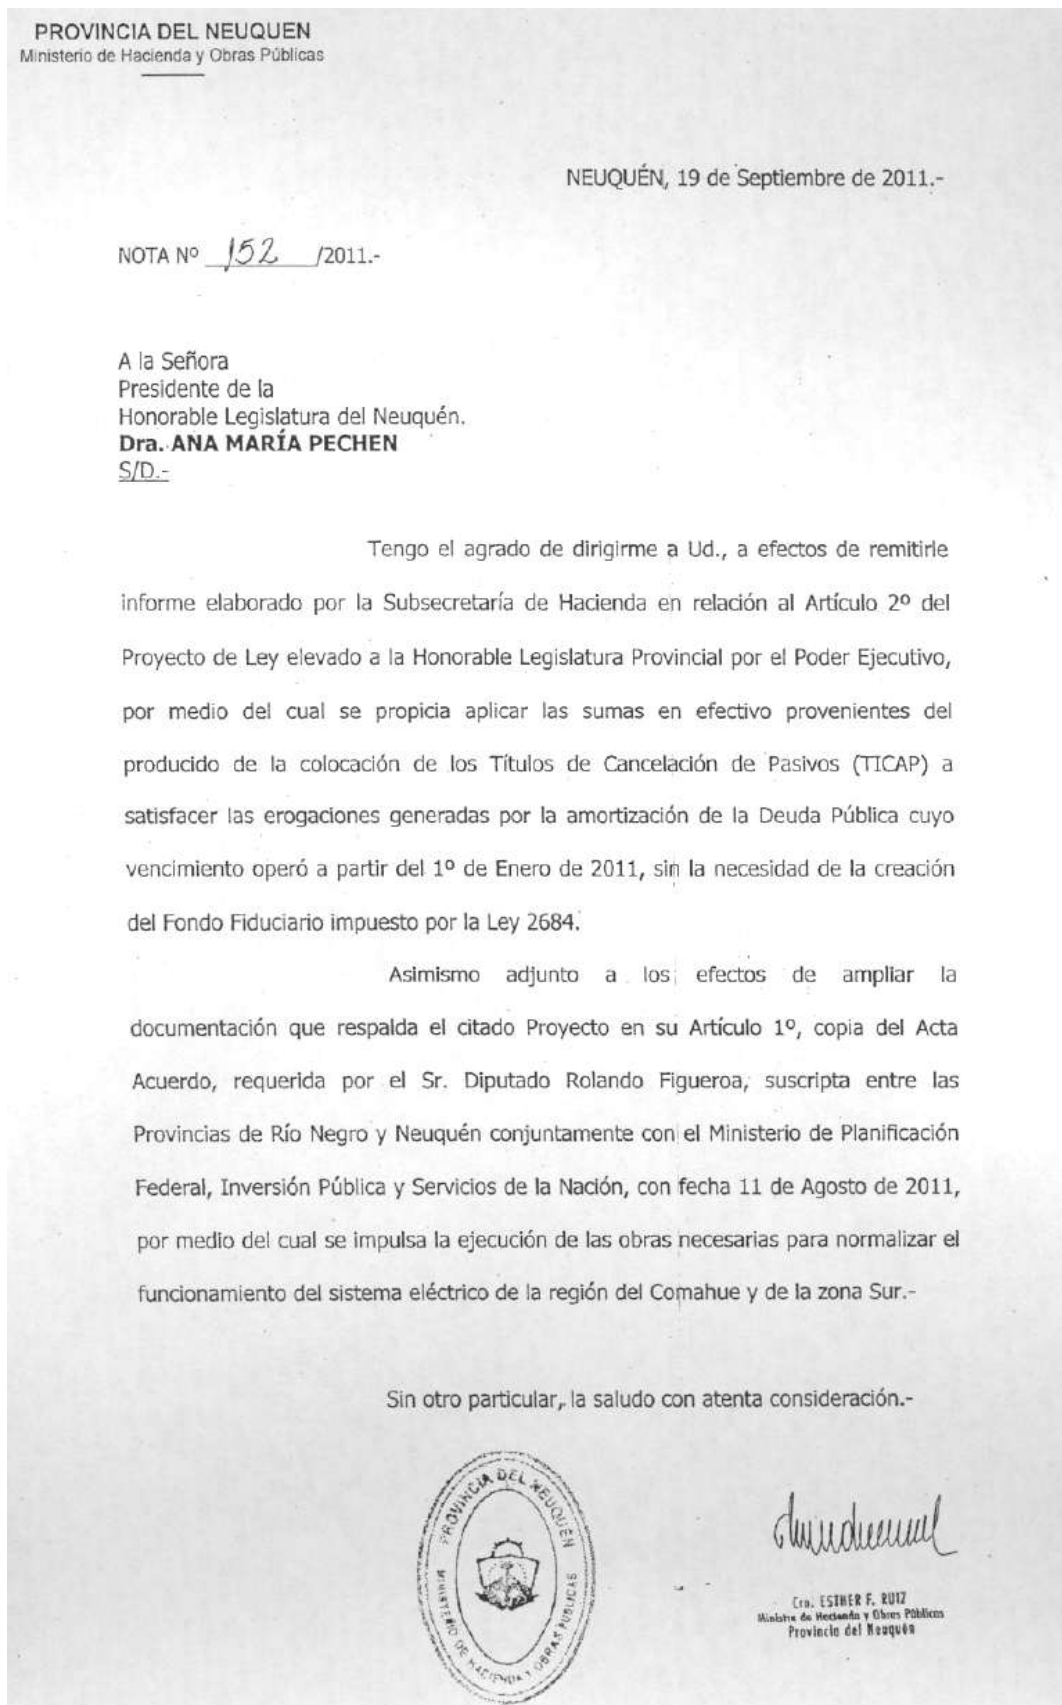 PROVINCIA DEL NEUQUEN
Ministerio de Hacienda y Obras Públicas
NEUQUÉN, 19 de Septiembre de 2011.-
NOTA Nº 152 /2011.-
A la Señora
Presidente de la
Honorable Legislatura del Neuquén.
Dra. ANA MARÍA PECHEN
S/D.-
Tengo el agrado de dirigirme a Ud., a efectos de remitirle
informe elaborado por la Subsecretaría de Hacienda en relación al Artículo 2º del
Proyecto de Ley elevado a la Honorable Legislatura Provincial por el Poder Ejecutivo,
por medio del cual se propicia aplicar las sumas en efectivo provenientes del
producido de la colocación de los Títulos de Cancelación de Pasivos (TICAP) a
satisfacer las erogaciones generadas por la amortización de la Deuda Pública cuyo
vencimiento operó a partir del 1º de Enero de 2011, sin la necesidad de la creación
del Fondo Fiduciario impuesto por la Ley 2684.
Asimismo adjunto a los efectos de ampliar la
documentación que respalda el citado Proyecto en su Artículo 1º, copia del Acta
Acuerdo, requerida por el Sr. Diputado Rolando Figueroa, suscripta entre las
Provincias de Río Negro y Neuquén conjuntamente con el Ministerio de Planificación
Federal, Inversión Pública y Servicios de la Nación, con fecha 11 de Agosto de 2011,
por medio del cual se impulsa la ejecución de las obras necesarias para normalizar el
funcionamiento del sistema eléctrico de la región del Comahue y de la zona Sur.-
Sin otro particular, la saludo con atenta consideración.-
PROVINCIA DEL NEUQUÉN
MINISTERIO DE HACIENDA Y OBRAS PUBLICAS
Cra. ESTHER F. RUIZ
Ministra de Hacienda y Obras Públicas
Provincia del Neuquén